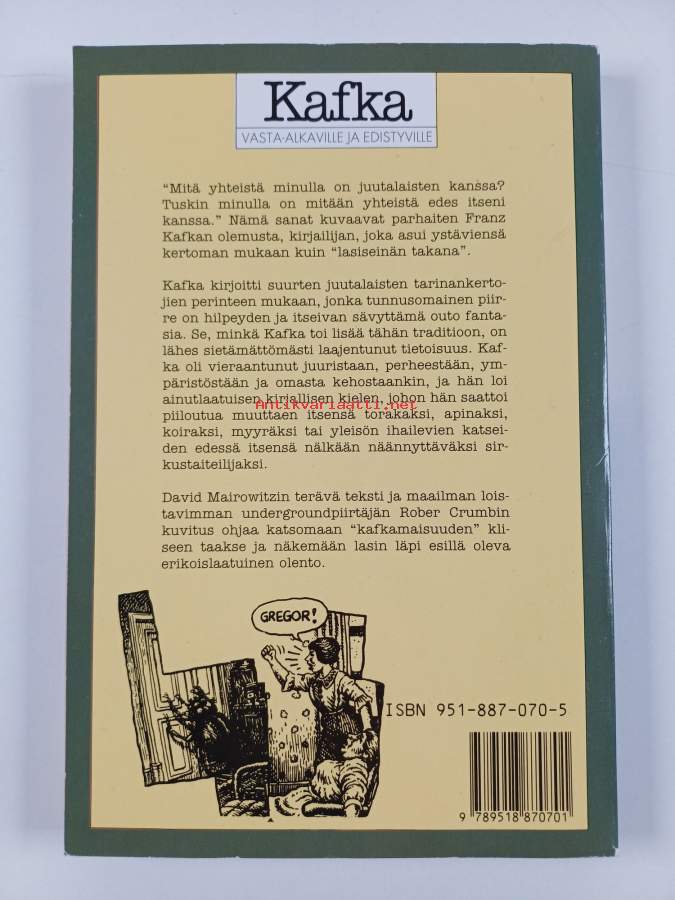 Kafka
VASTA-ALKAVILLE JA EDISTYVILLE
“Mitä yhteistä minulla on juutalaisten kanssa?
Tuskin minulla on mitään yhteistä edes itseni
kanssa.” Nämä sanat kuvaavat parhaiten Franz
Kafkan olemusta, kirjailijan, joka asui ystäviensä
kertoman mukaan kuin “lasiseinän takana”.
Kafka kirjoitti suurten juutalaisten tarinankerto-
jien perinteen mukaan, jonka tunnusomainen piir-
re on hilpeyden ja itseivan sävyttämä outo fanta-
sia. Se, minkä Kafka toi lisää tähän traditioon, on
lähes sietämättömästi laajentunut tietoisuus. Kaf-
ka oli vieraantunut juuristaan, perheestään, ym-
päristöstään ja omasta kehostaankin, ja hän loi
ainutlaatuisen kirjallisen kielen, johon hän saattoi
Antikvariaatti.net
piiloutua muuttaen itsensä torakaksi, apinaksi,
koiraksi, myyräksi tai yleisön ihailevien katsei-
den edessä itsensä nälkään näännyttäväksi sir-
kustaiteilijaksi.
David Mairowitzin terävä teksti ja maailman lois-
tavimman undergroundpiirtäjän Rober Crumbin
kuvitus ohjaa katsomaan “kafkamaisuuden” kli-
seen taakse ja näkemään lasin läpi esillä oleva
erikoislaatuinen olento.
GREGOR!
ISBN 951-887-070-5
9 789518 870701